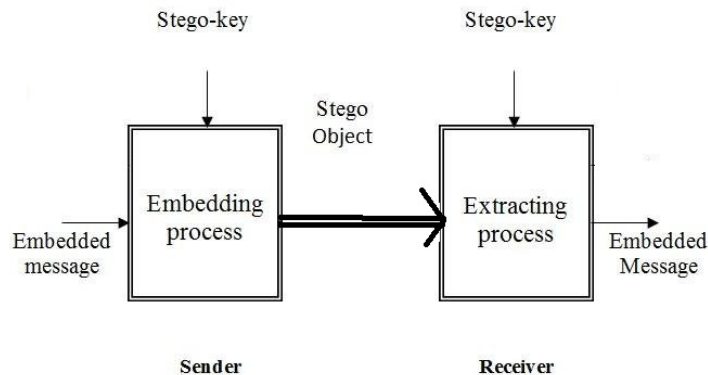 Stego-key
Stego-key
Stego
Object
Embedding
process
Extracting
process
Embedded
message
Embedded
Message
Sender
Receiver